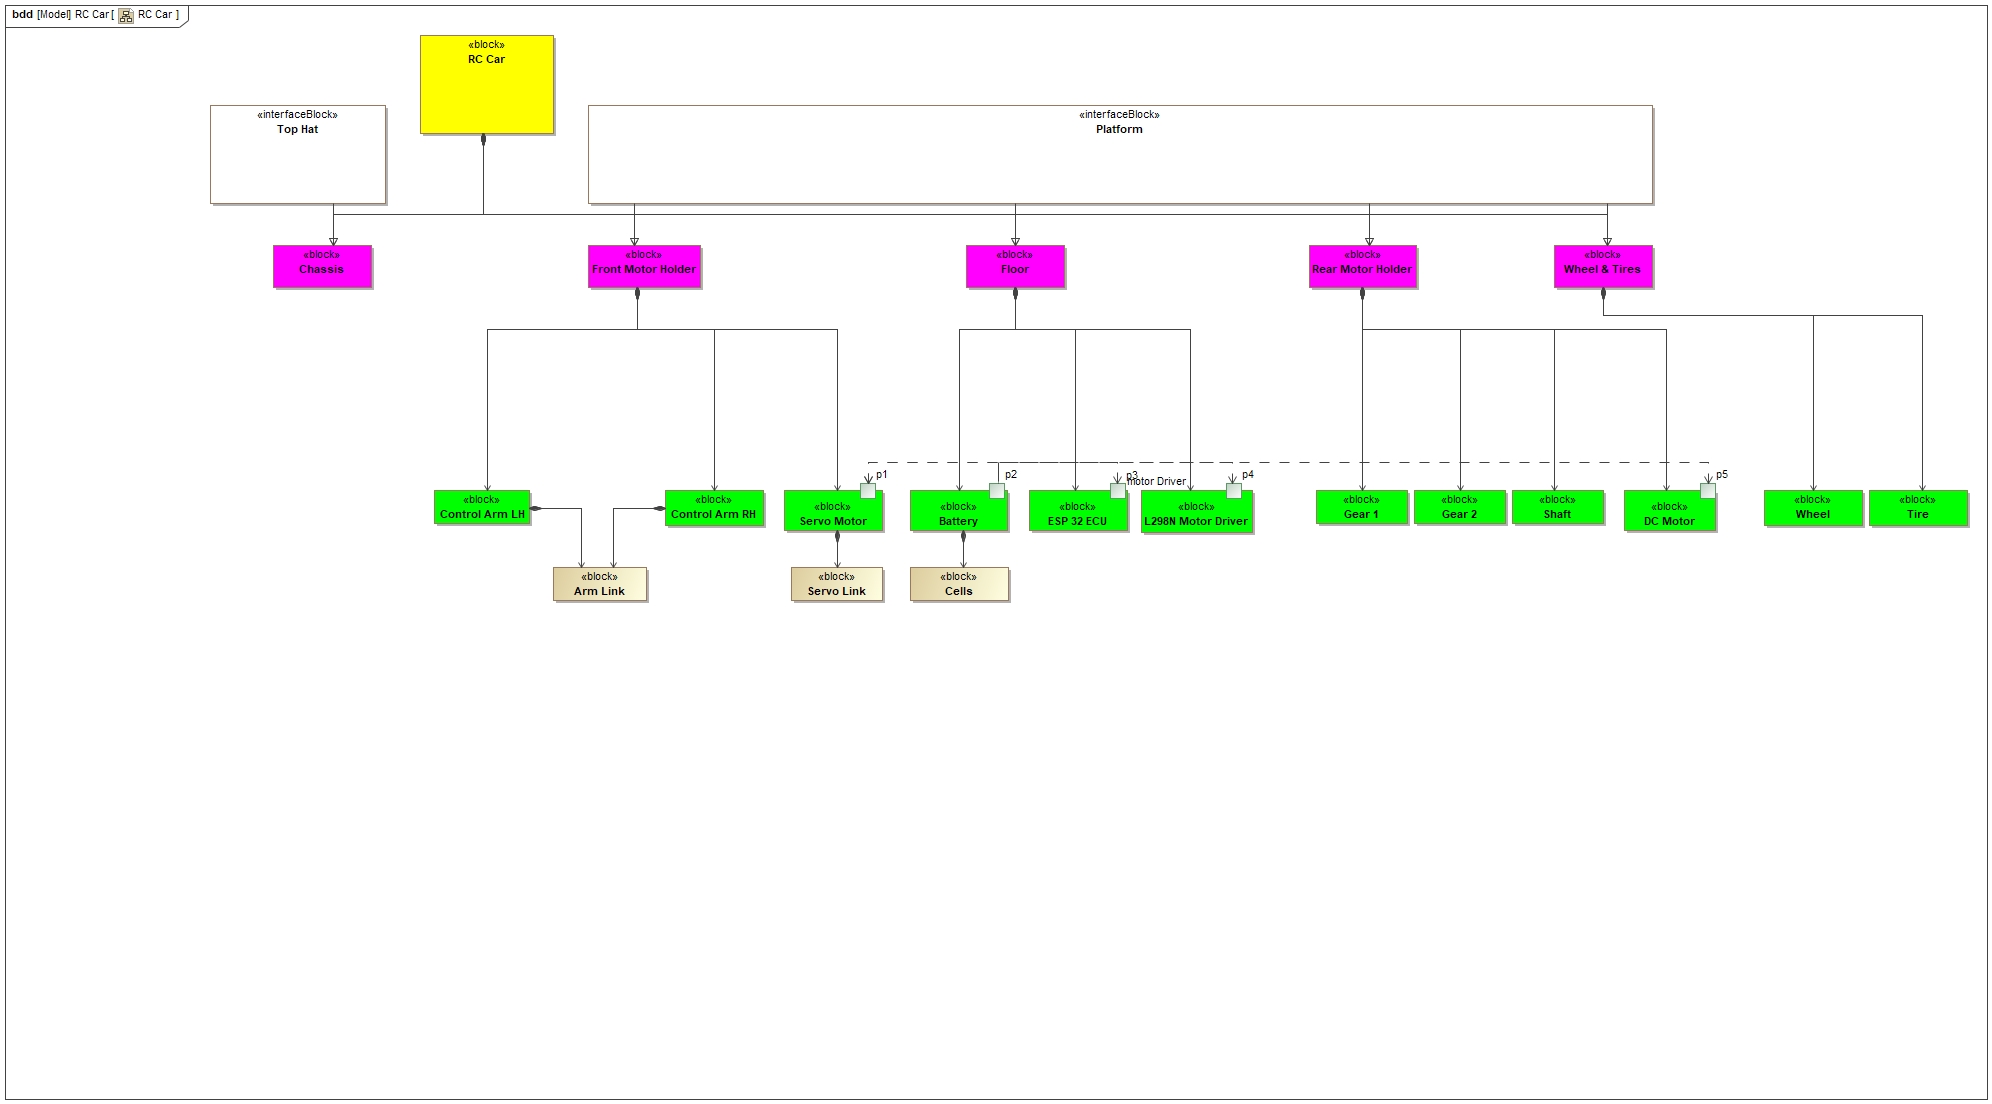 bdd [Model] RC Car [ RC Car ]
«block»
RC Car
«interfaceBlock»
Top Hat
«interfaceBlock»
Platform
«block»
Chassis
«block»
Front Motor Holder
«block»
Floor
«block»
Rear Motor Holder
«block»
Wheel & Tires
p1
p2
p3
motor Driver
p4
p5
«block»
Control Arm LH
«block»
Control Arm RH
«block»
Servo Motor
«block»
Battery
«block»
ESP 32 ECU
«block»
L298N Motor Driver
«block»
Gear 1
«block»
Gear 2
«block»
Shaft
«block»
DC Motor
«block»
Wheel
«block»
Tire
«block»
Arm Link
«block»
Servo Link
«block»
Cells